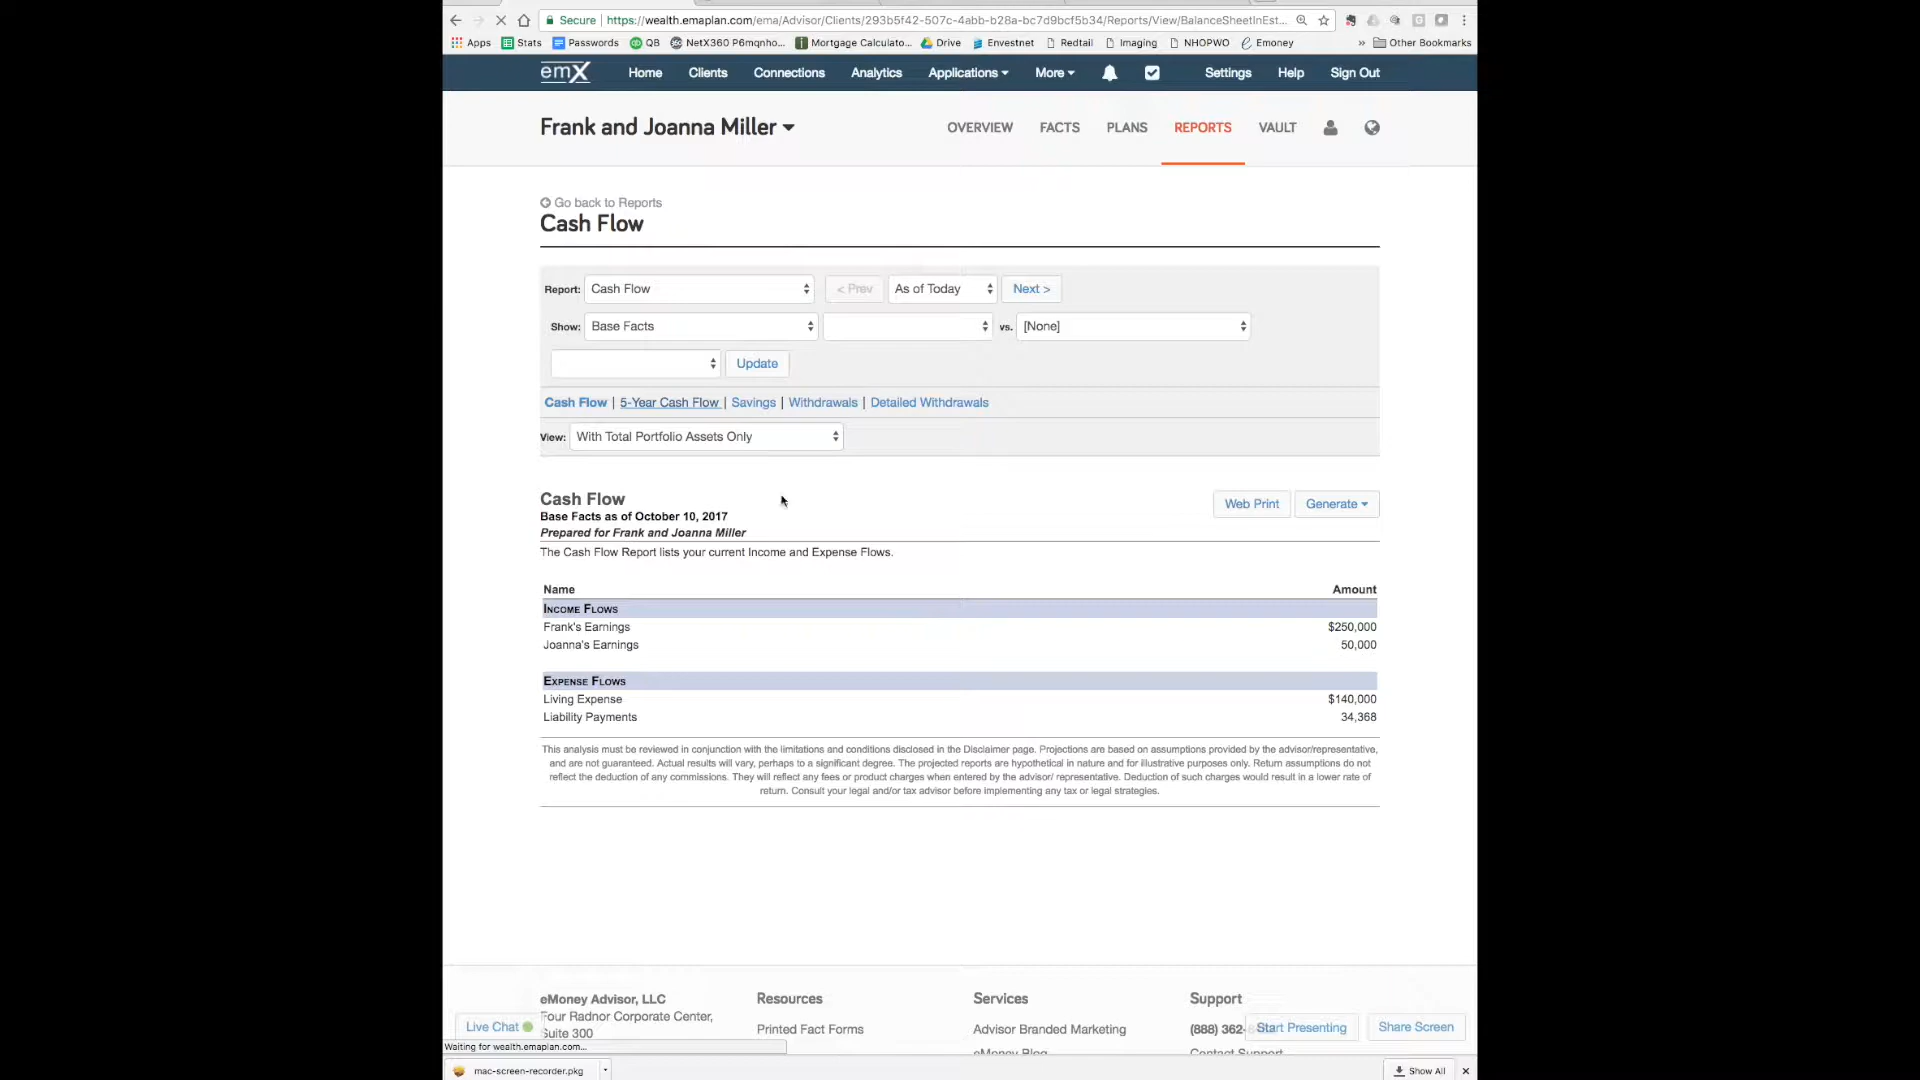 Secure | https://wealth.emaplan.com/ema/Advisor/Clients/293b5f42-507c-4abb-b28a-bc7d9bcf5b34/Reports/View/BalanceSheetInEst...
Apps Stats Passwords QB NetX360 P6mqnho... Mortgage Calculato... Drive Envestnet Redtail Imaging NHOPWO Emoney » Other Bookmarks
emX Home Clients Connections Analytics Applications More Settings Help Sign Out
Frank and Joanna Miller OVERVIEW FACTS PLANS REPORTS VAULT
Go back to Reports
Cash Flow
Report: Cash Flow < Prev As of Today Next >
Show: Base Facts vs. [None]
Update
Cash Flow | 5-Year Cash Flow | Savings | Withdrawals | Detailed Withdrawals
View: With Total Portfolio Assets Only
Cash Flow Web Print Generate
Base Facts as of October 10, 2017
Prepared for Frank and Joanna Miller
The Cash Flow Report lists your current Income and Expense Flows.
Name Amount
Income Flows
Frank's Earnings $250,000
Joanna's Earnings 50,000
Expense Flows
Living Expense $140,000
Liability Payments 34,368
This analysis must be reviewed in conjunction with the limitations and conditions disclosed in the Disclaimer page. Projections are based on assumptions provided by the advisor/representative,
and are not guaranteed. Actual results will vary, perhaps to a significant degree. The projected reports are hypothetical in nature and for illustrative purposes only. Return assumptions do not
reflect the deduction of any commissions. They will reflect any fees or product charges when entered by the advisor/ representative. Deduction of such charges would result in a lower rate of
return. Consult your legal and/or tax advisor before implementing any tax or legal strategies.
eMoney Advisor, LLC Resources Services Support
Four Radnor Corporate Center,
Suite 300 Printed Fact Forms Advisor Branded Marketing (888) 362-
Live Chat Start Presenting Share Screen
Waiting for wealth.emaplan.com...
eMoney Blog Contact Support
mac-screen-recorder.pkg Show All